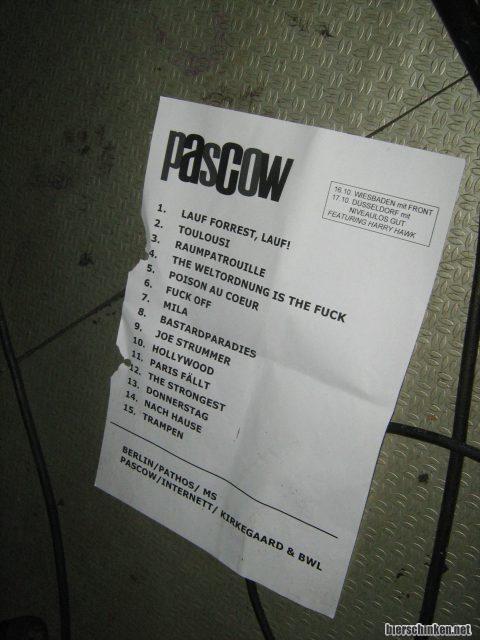 pascow
16.10. WIESBADEN mit FRONT
17.10. DÜSSELDORF mit
NIVEAULOS GUT
FEATURING HARRY HAWK
1. LAUF FORREST, LAUF!
2. TOULOUSI
3. RAUMPATROUILLE
4. THE WELTORDNUNG IS THE FUCK
5. POISON AU COEUR
6. FUCK OFF
7. MILA
8. BASTARDPARADIES
9. JOE STRUMMER
10. HOLLYWOOD
11. PARIS FÄLLT
12. THE STRONGEST
13. DONNERSTAG
14. NACH HAUSE
15. TRAMPEN
BERLIN/PATHOS/ MS
PASCOW/INTERNETT/ KIRKEGAARD & BWL
bierschinken.net